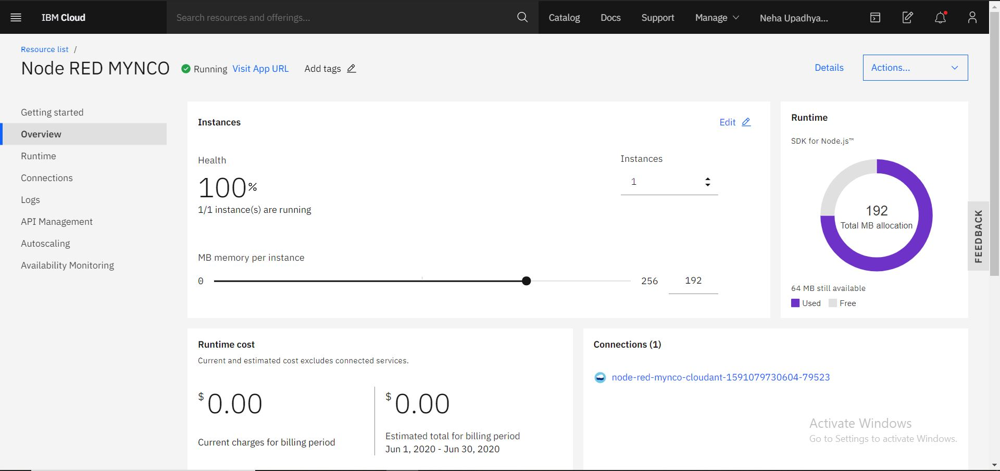 IBM Cloud
Search resources and offerings...
Catalog
Docs
Support
Manage
Neha Upadhya...
Resource list /
Node RED MYNCO
Running
Visit App URL
Add tags
Details
Actions...
Getting started
Overview
Runtime
Connections
Logs
API Management
Autoscaling
Availability Monitoring
Instances
Edit
Health
100%
1/1 instance(s) are running
Instances
1
MB memory per instance
0
256
192
Runtime
SDK for Node.js™
192
Total MB allocation
64 MB still available
Used
Free
FEEDBACK
Runtime cost
Current and estimated cost excludes connected services.
$0.00
Current charges for billing period
$0.00
Estimated total for billing period
Jun 1, 2020 - Jun 30, 2020
Connections (1)
node-red-mynco-cloudant-1591079730604-79523
Activate Windows
Go to Settings to activate Windows.